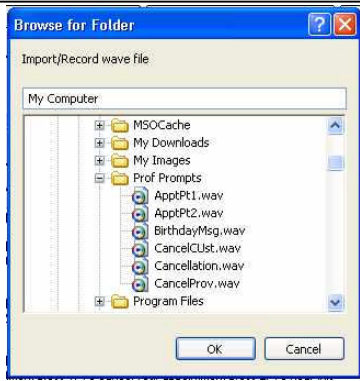 Browse for Folder
Import/Record wave file
My Computer
MSOCache
My Downloads
My Images
Prof Prompts
ApptPt1.wav
ApptPt2.wav
BirthdayMsg.wav
CancelCUst.wav
Cancellation.wav
CancelProv.wav
Program Files
OK Cancel